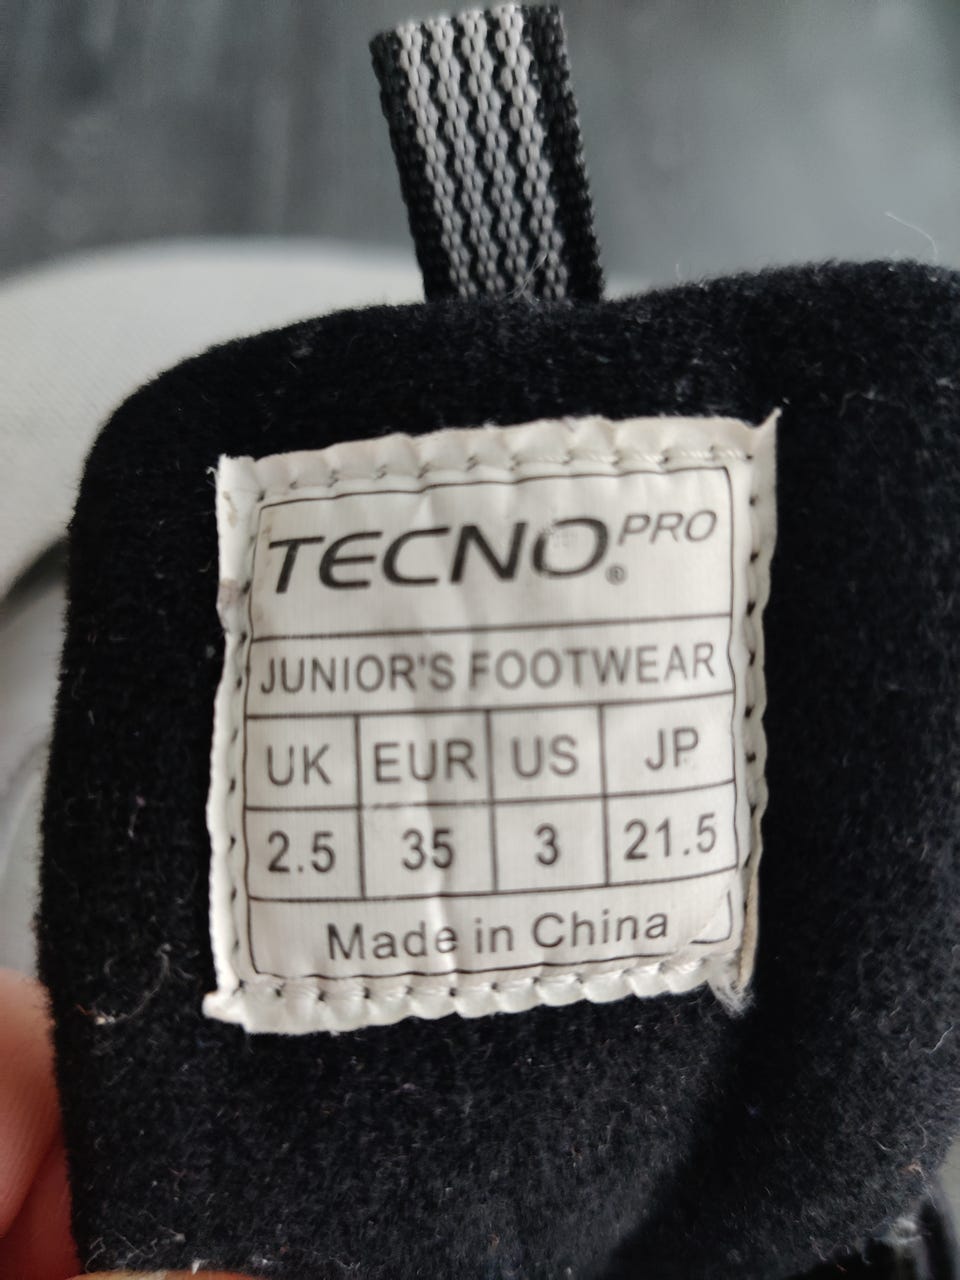 TECNO PRO ®
JUNIOR'S FOOTWEAR
UK EUR US JP
2.5 35 3 21.5
Made in China